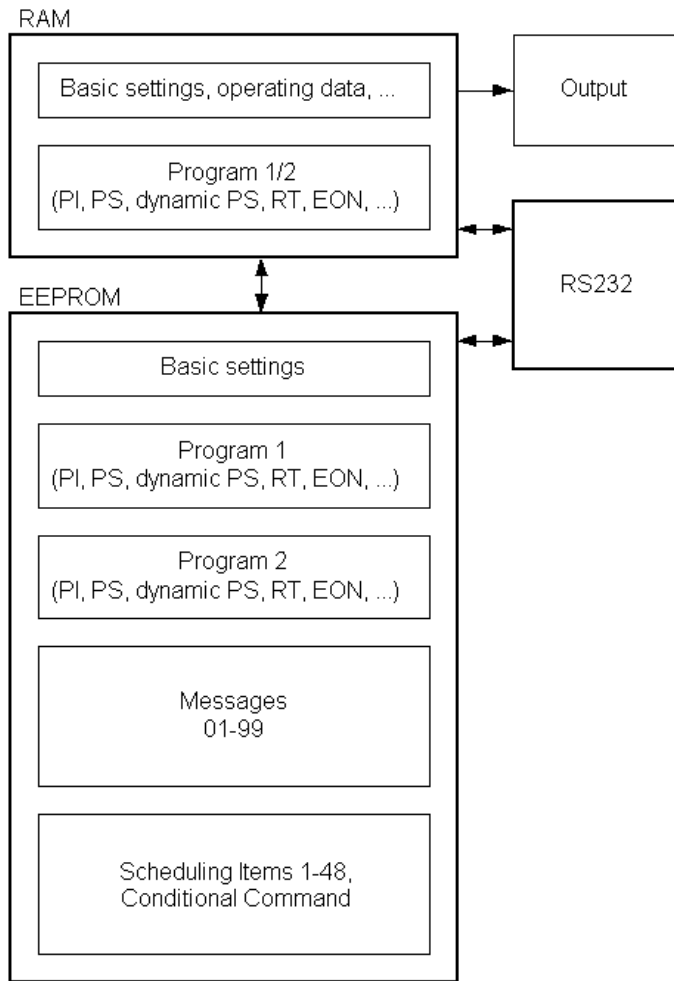 RAM
Basic settings, operating data, ...
Output
Program 1/2
(PI, PS, dynamic PS, RT, EON, ...)
RS232
EEPROM
Basic settings
Program 1
(PI, PS, dynamic PS, RT, EON, ...)
Program 2
(PI, PS, dynamic PS, RT, EON, ...)
Messages
01-99
Scheduling Items 1-48,
Conditional Command